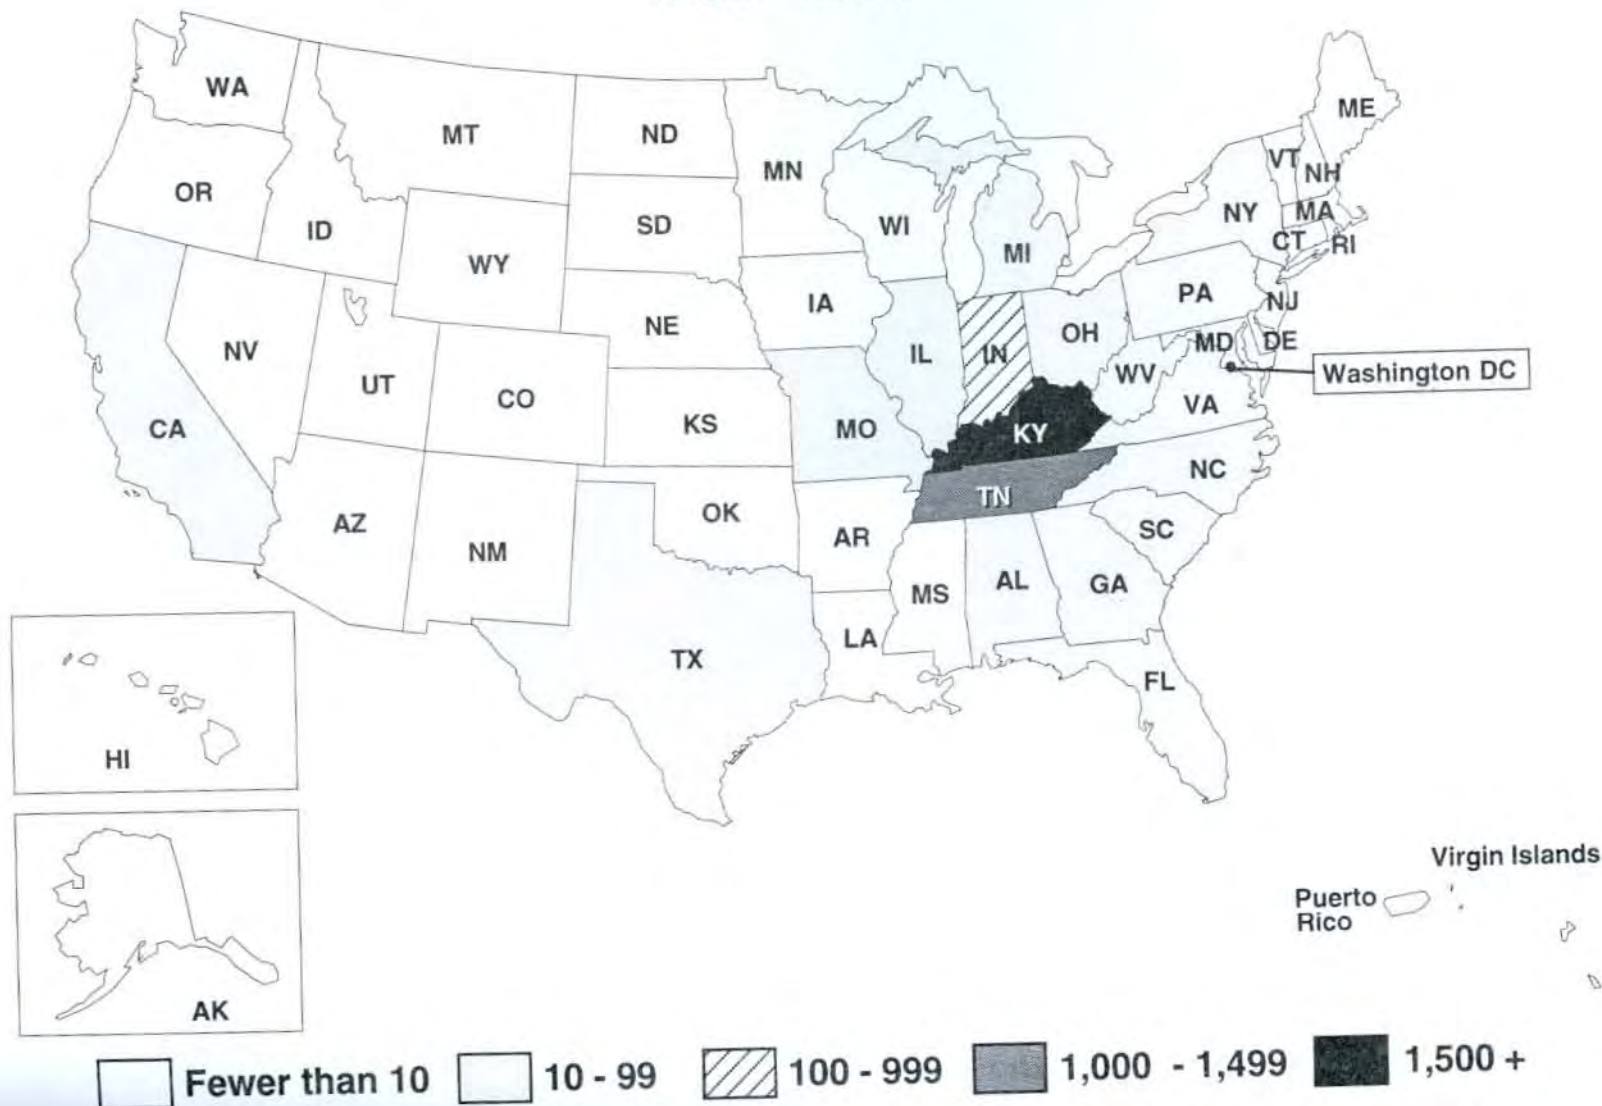 WA
MT
ND
MN
ME
VT
NH
OR
ID
SD
WI
NY
MA
MI
CT
RI
WY
IA
PA
NJ
NE
NV
IL
IN
OH
MD
DE
UT
CO
WV
Washington DC
VA
CA
KS
MO
KY
NC
AZ
OK
TN
NM
AR
SC
MS
AL
GA
LA
TX
FL
HI
Virgin Islands
Puerto
Rico
AK
Fewer than 10
10 - 99
100 - 999
1,000 - 1,499
1,500 +